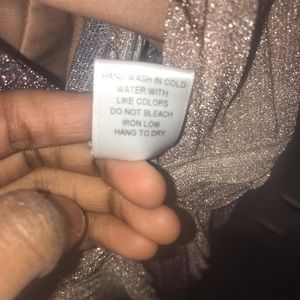 HAND WASH IN COLD
WATER WITH
LIKE COLORS
DO NOT BLEACH
IRON LOW
HANG TO DRY